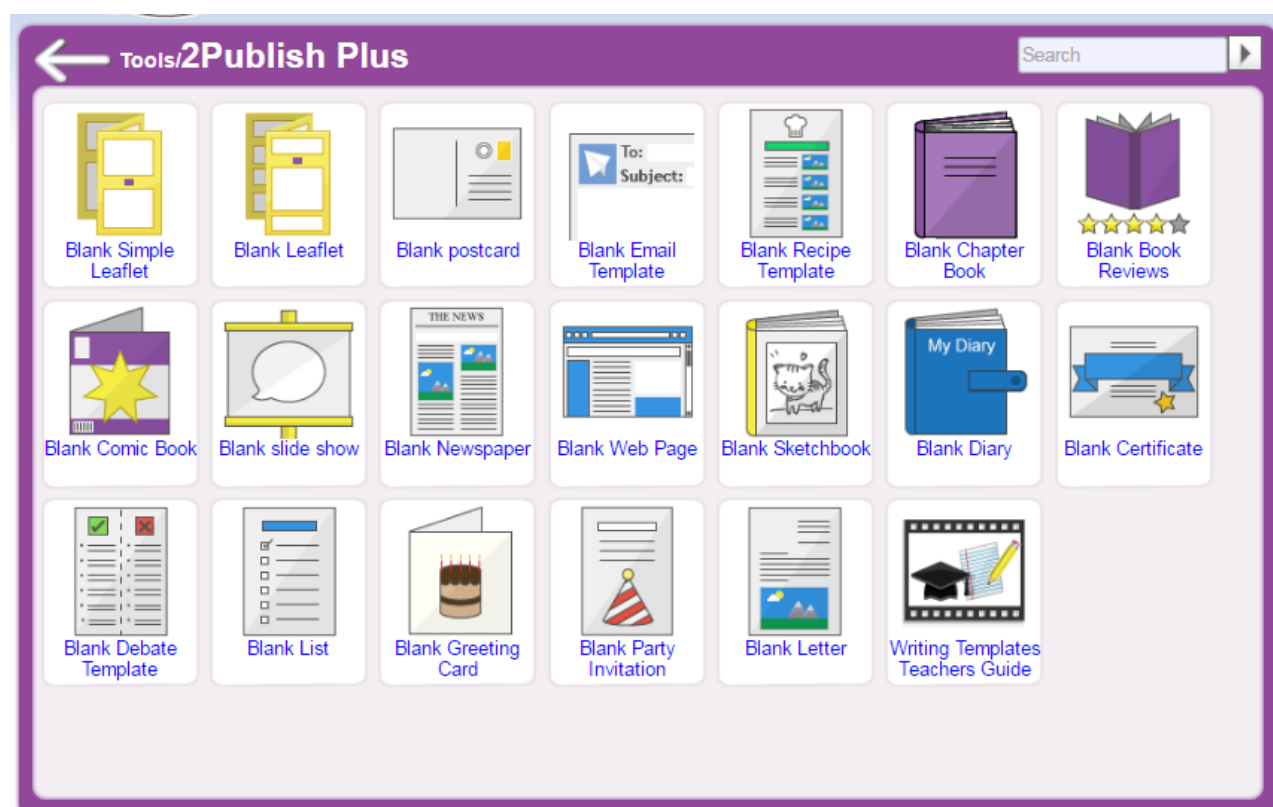 Tools/2Publish Plus
Search
Blank Simple
Leaflet
Blank Leaflet
Blank postcard
To:
Subject:
Blank Email
Template
Blank Recipe
Template
Blank Chapter
Book
Blank Book
Reviews
Blank Comic Book
Blank slide show
THE NEWS
Blank Newspaper
Blank Web Page
Blank Sketchbook
My Diary
Blank Diary
Blank Certificate
Blank Debate
Template
Blank List
Blank Greeting
Card
Blank Party
Invitation
Blank Letter
Writing Templates
Teachers Guide